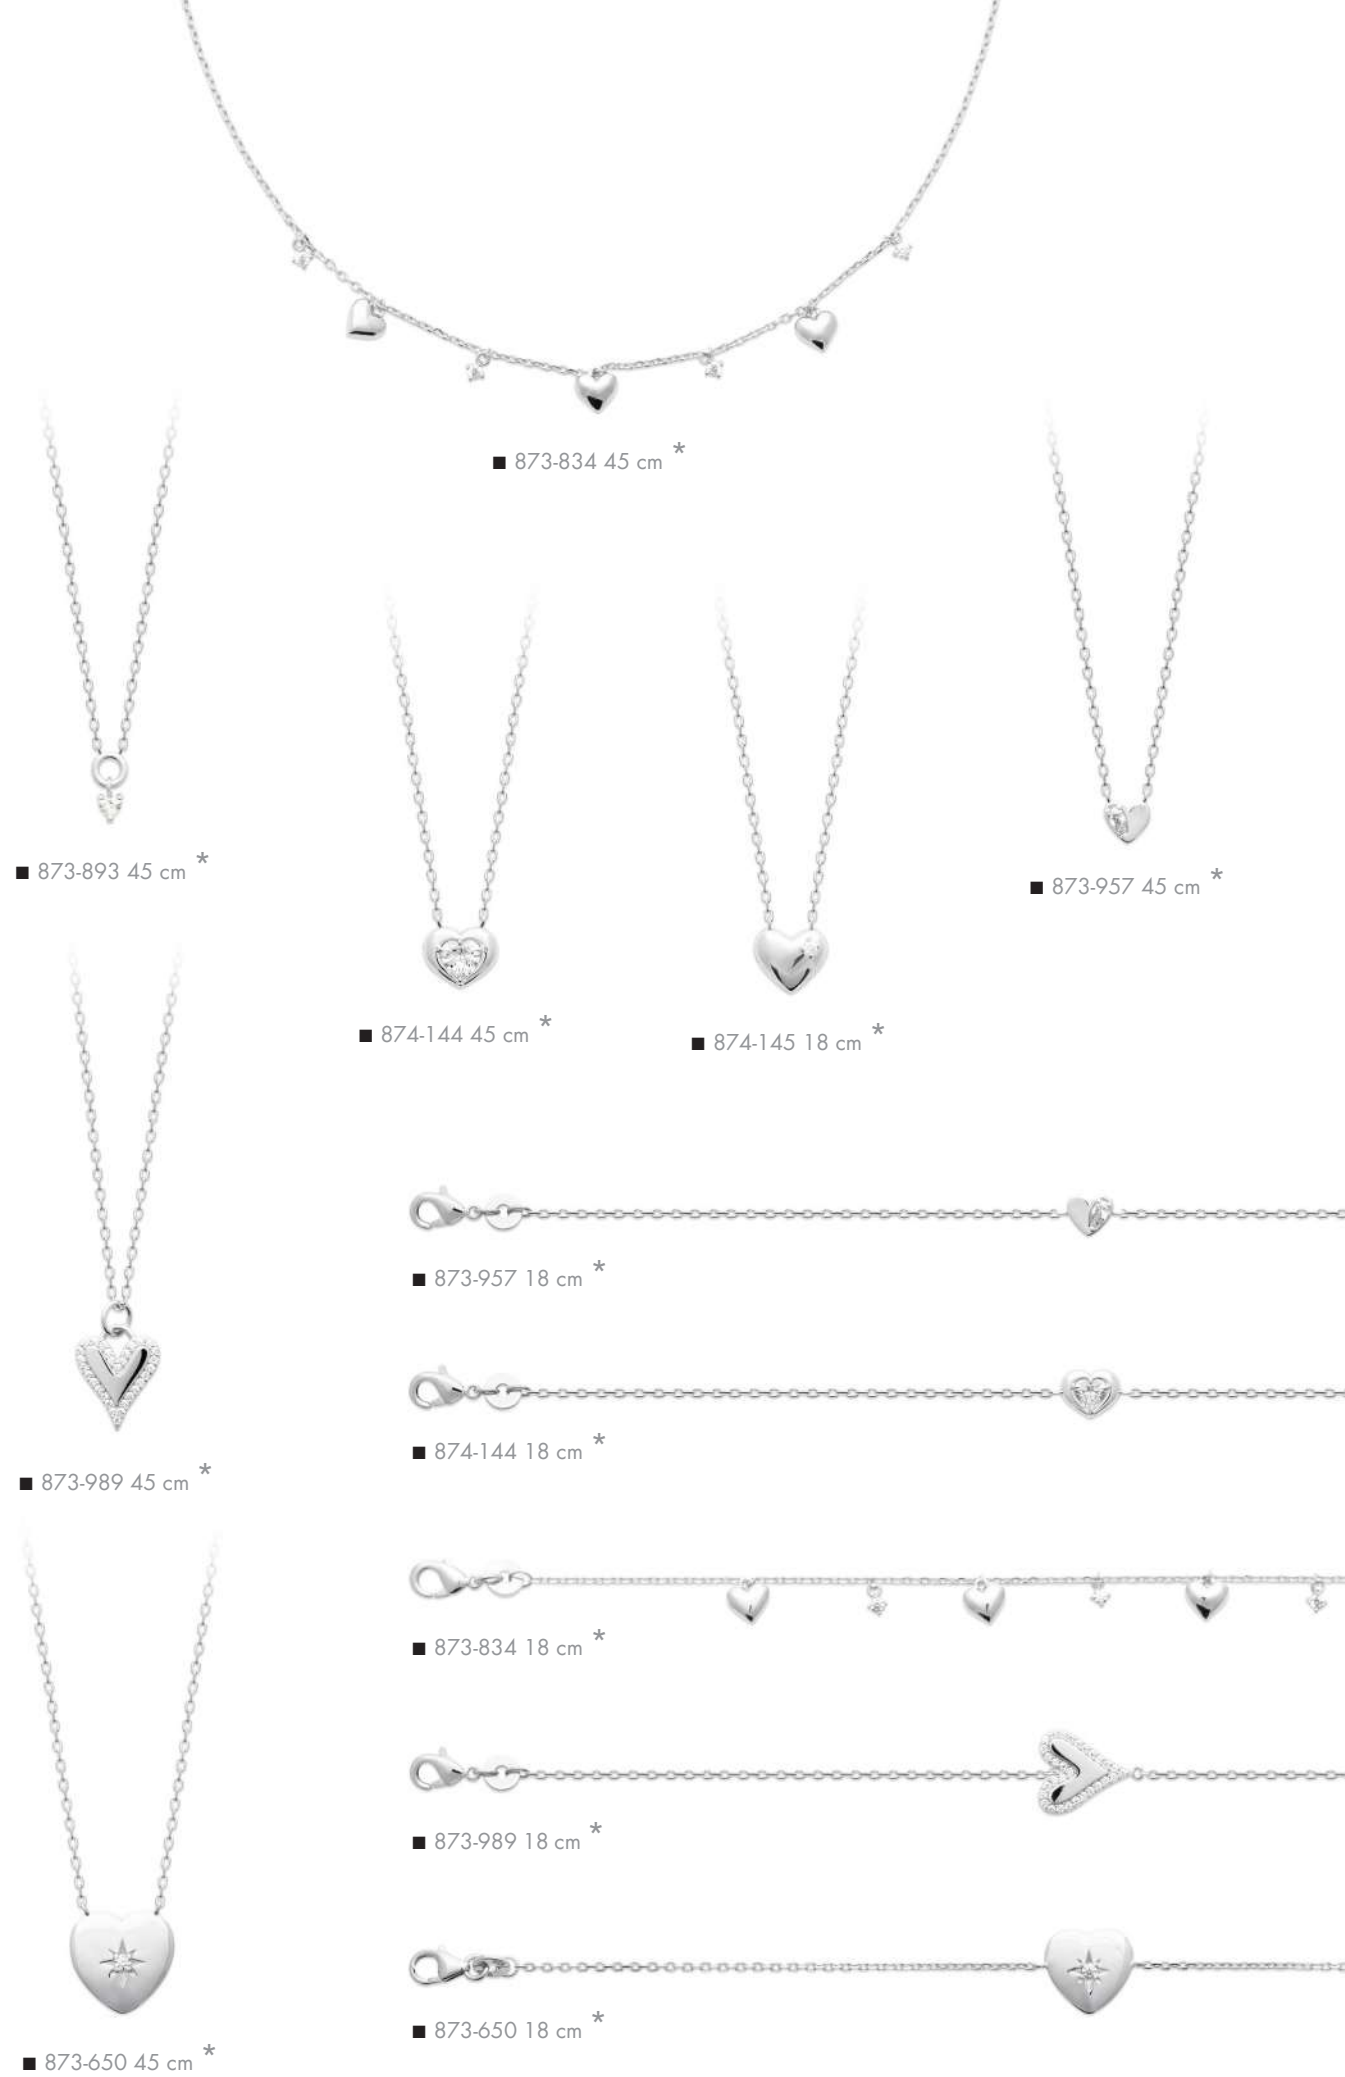 ■ 873-834 45 cm *
■ 873-893 45 cm *
■ 873-957 45 cm *
■ 874-144 45 cm *
■ 874-145 18 cm *
■ 873-957 18 cm *
■ 874-144 18 cm *
■ 873-989 45 cm *
■ 873-834 18 cm *
■ 873-989 18 cm *
■ 873-650 18 cm *
■ 873-650 45 cm *